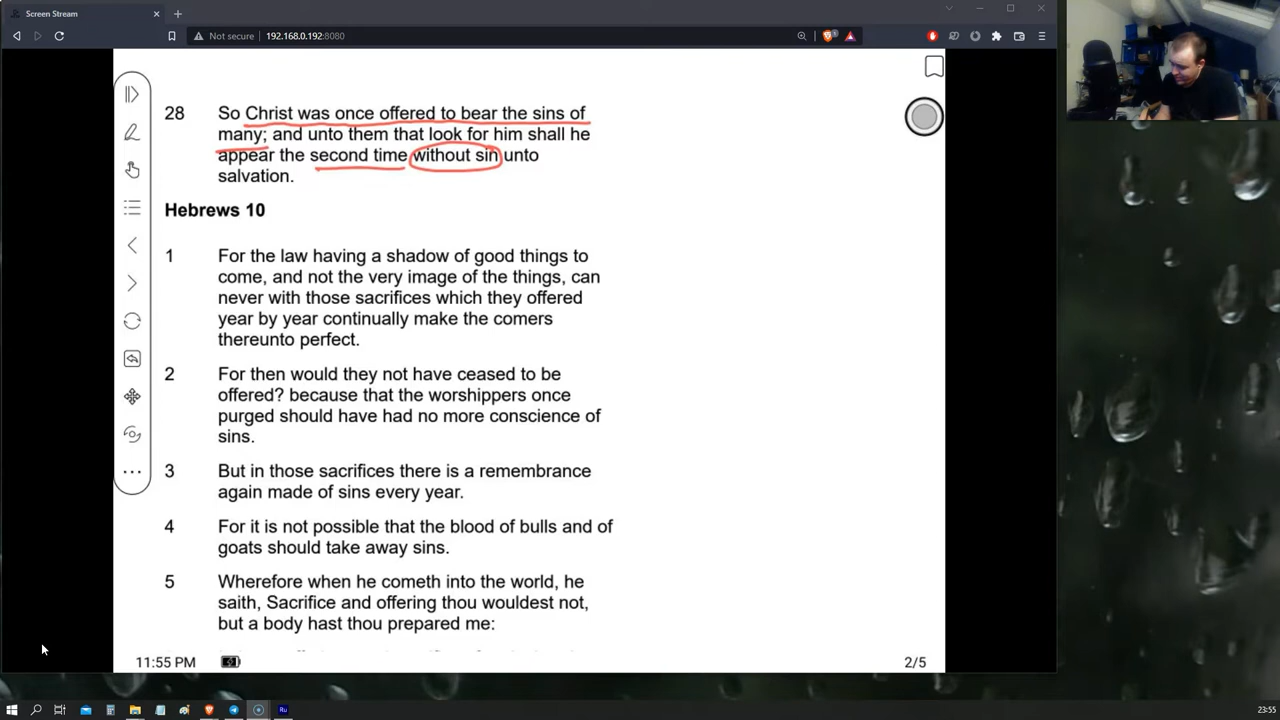 Screen Stream
Not secure
192.168.0.192:8080
28 So Christ was once offered to bear the sins of
many; and unto them that look for him shall he
appear the second time without sin unto
salvation.
Hebrews 10
1 For the law having a shadow of good things to
come, and not the very image of the things, can
never with those sacrifices which they offered
year by year continually make the comers
thereunto perfect.
2 For then would they not have ceased to be
offered? because that the worshippers once
purged should have had no more conscience of
sins.
3 But in those sacrifices there is a remembrance
again made of sins every year.
4 For it is not possible that the blood of bulls and of
goats should take away sins.
5 Wherefore when he cometh into the world, he
saith, Sacrifice and offering thou wouldest not,
but a body hast thou prepared me:
11:55 PM
2/5
Ru
23:55